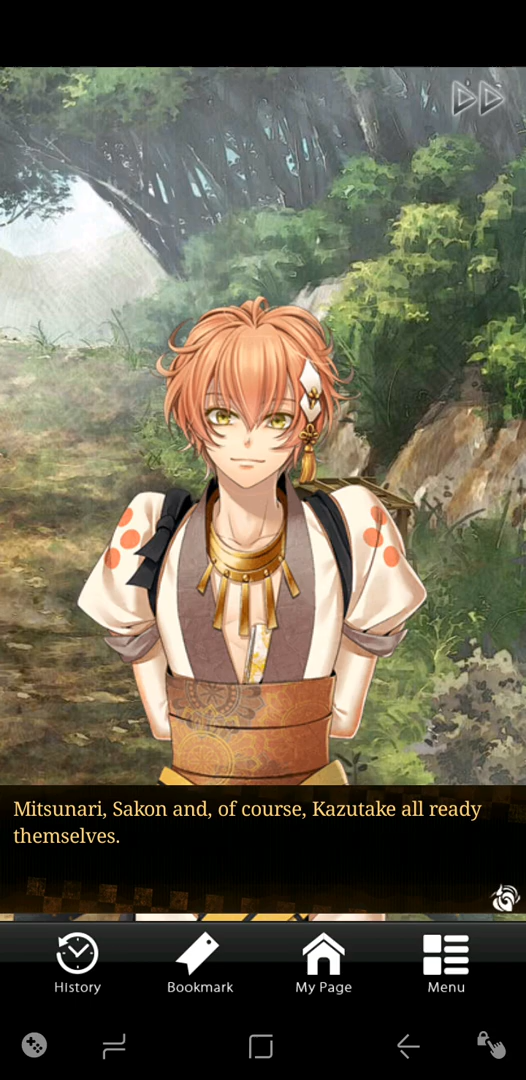 Mitsunari, Sakon and, of course, Kazutake all ready
themselves.
History
Bookmark
My Page
Menu